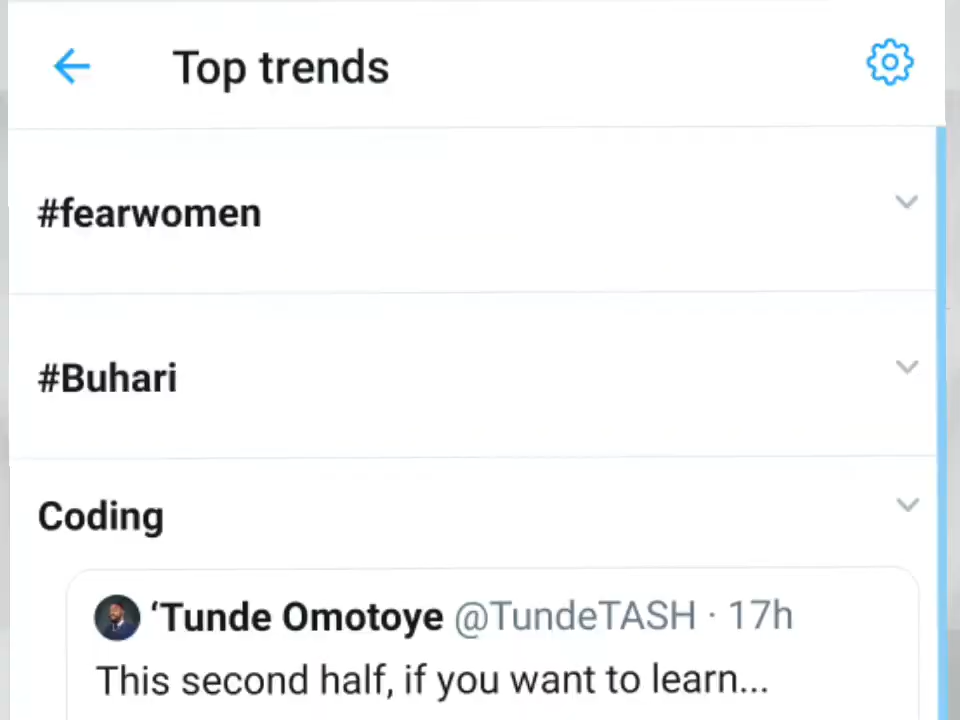 Top trends
#fearwomen
#Buhari
Coding
‘Tunde Omotoye @TundeTASH · 17h
This second half, if you want to learn...